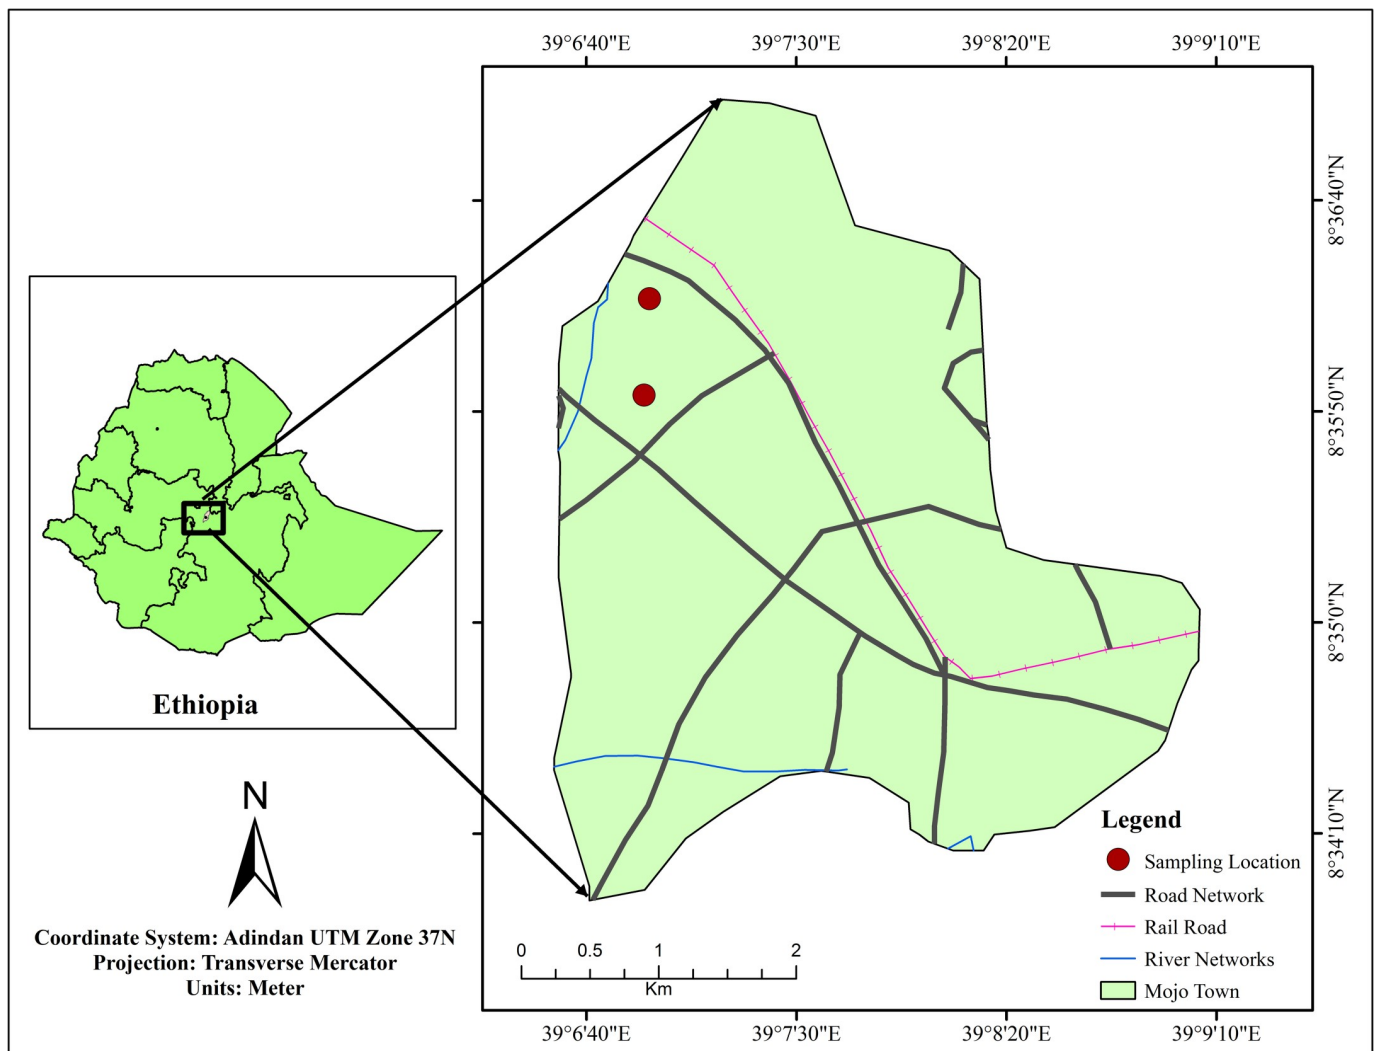 39°6'40"E 39°7'30"E 39°8'20"E 39°9'10"E
8°36'40"N
8°35'50"N
8°35'0"N
8°34'10"N
Ethiopia
N
Coordinate System: Adindan UTM Zone 37N
Projection: Transverse Mercator
Units: Meter
0 0.5 1 2
Km
Legend
Sampling Location
Road Network
Rail Road
River Networks
Mojo Town
39°6'40"E 39°7'30"E 39°8'20"E 39°9'10"E